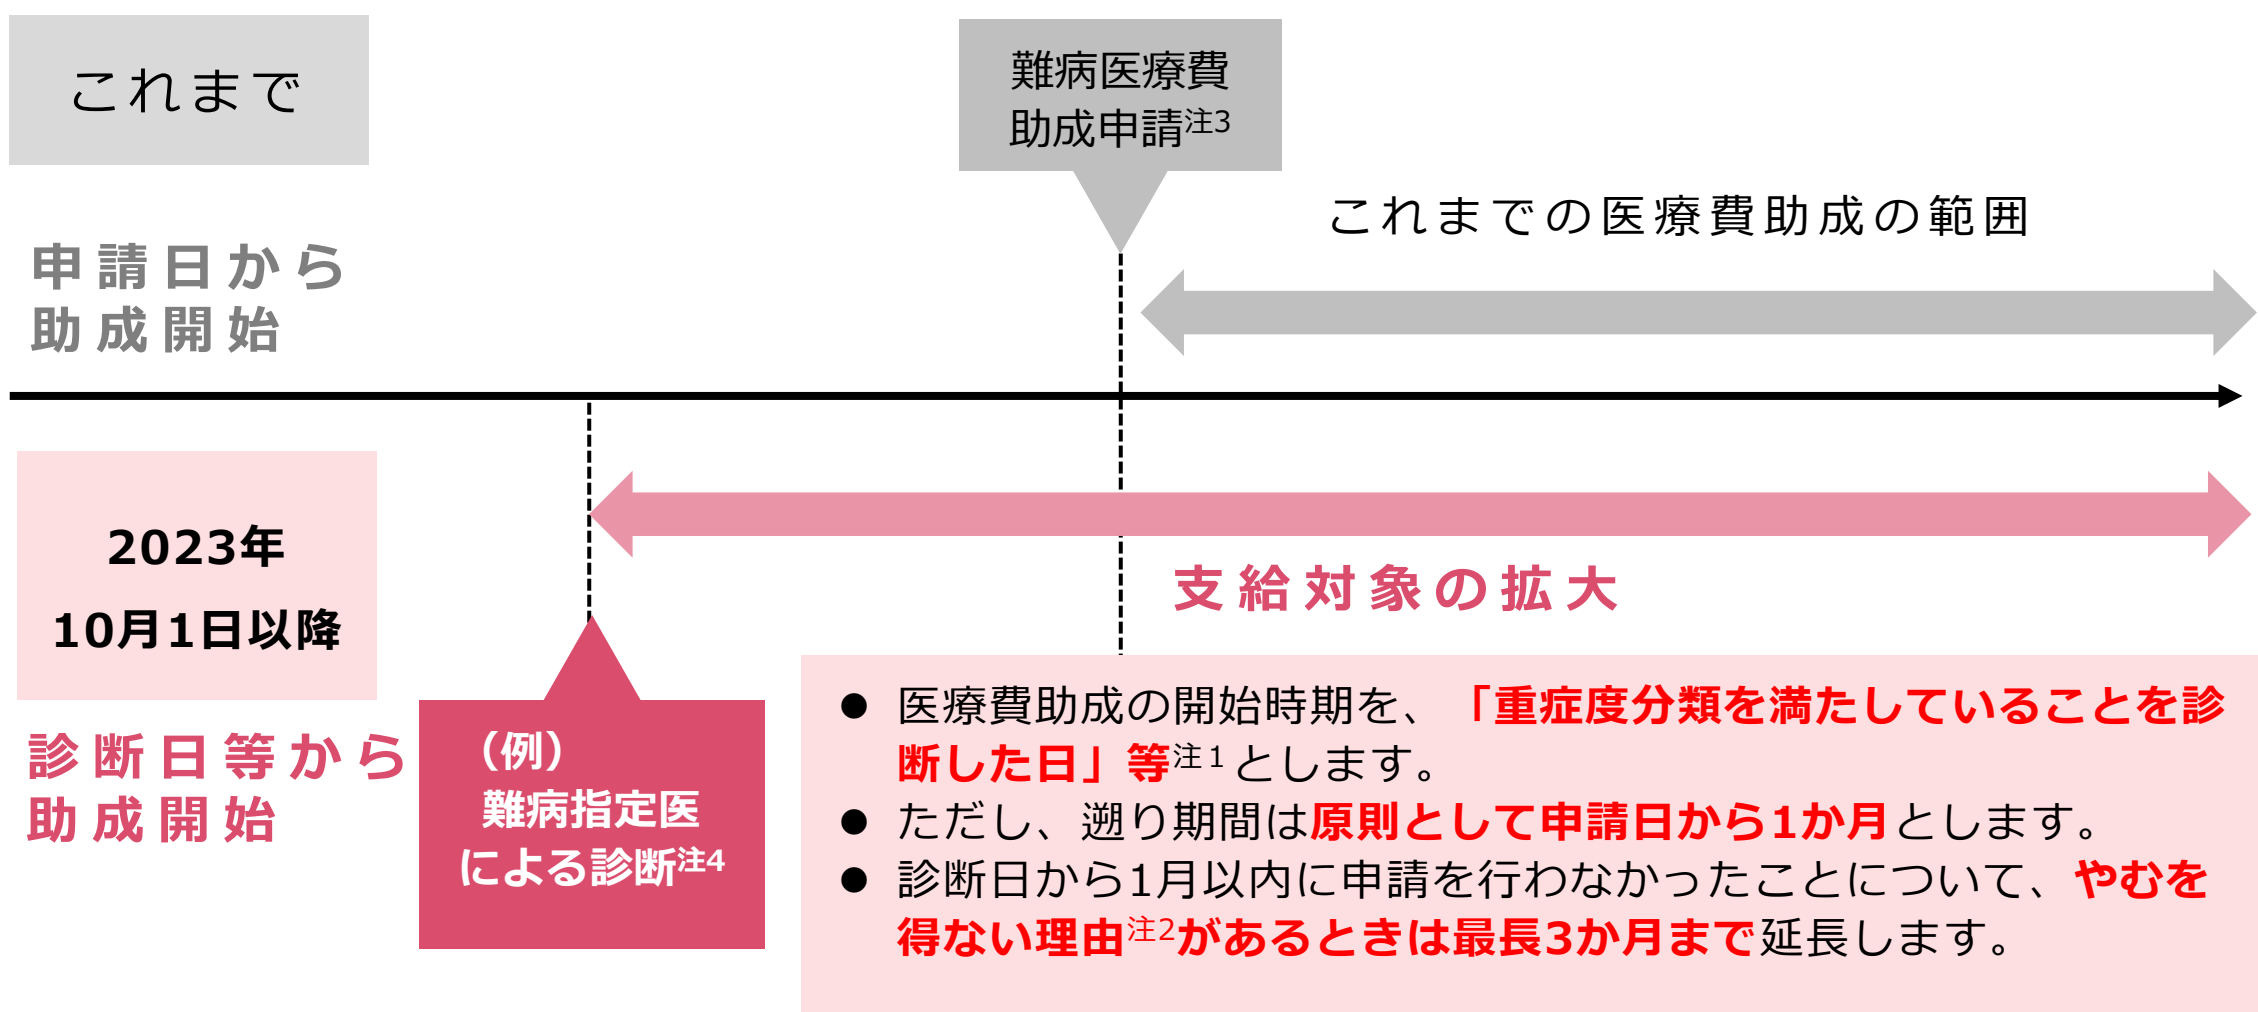 これまで
難病医療費
助成申請注3
これまでの医療費助成の範囲
申請日から
助成開始
2023年
10月1日以降
支給対象の拡大
診断日等から
助成開始
（例）
難病指定医
による診断注4
● 医療費助成の開始時期を、「重症度分類を満たしていることを診
断した日」等注１とします。
● ただし、遡り期間は原則として申請日から1か月とします。
● 診断日から1月以内に申請を行わなかったことについて、やむを
得ない理由注2があるときは最長3か月まで延長します。